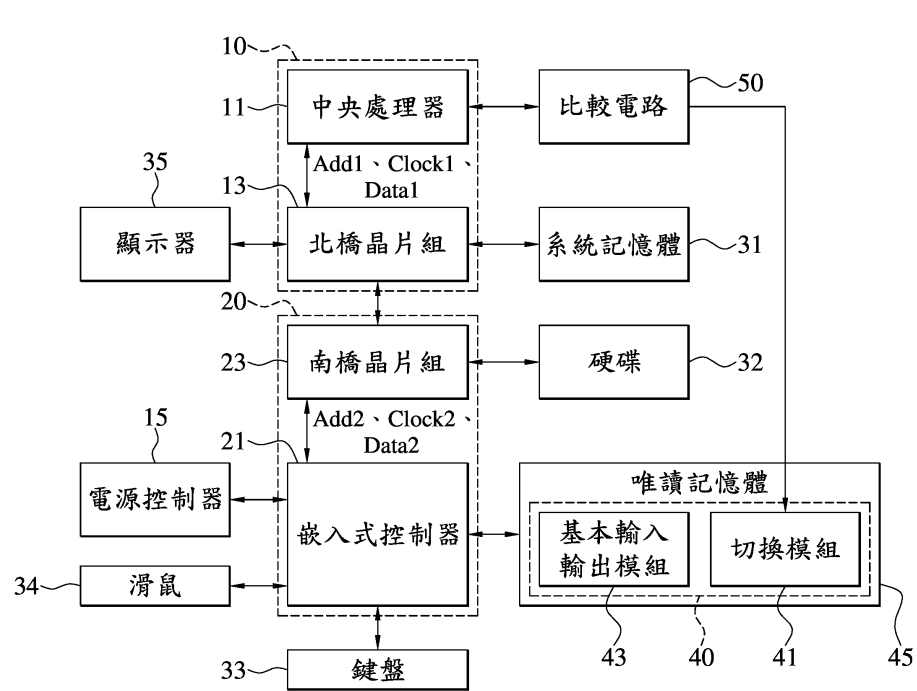 10
11
中央處理器
比較電路
50
Add1、Clock1、
Data1
35
13
顯示器
北橋晶片組
系統記憶體
31
20
23
南橋晶片組
硬碟
32
Add2、Clock2、
Data2
15
21
電源控制器
嵌入式控制器
唯讀記憶體
基本輸入
輸出模組
切換模組
34
滑鼠
33
鍵盤
43
40
41
45